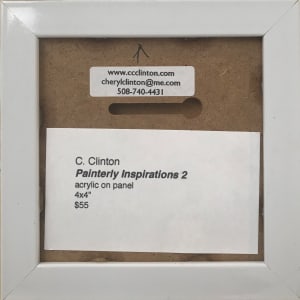 www.ccclinton.com
cherylclinton@me.com
508-740-4431
C. Clinton
Painterly Inspirations 2
acrylic on panel
4x4"
$55